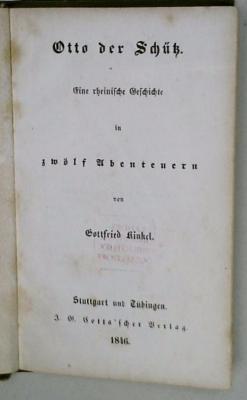 Otto der Schütz.
Eine rheinische Geschichte
in
zwölf Abenteuern
von
Gottfried Kinkel.
Stuttgart und Tübingen.
J. G. Cotta'scher Verlag
1846.